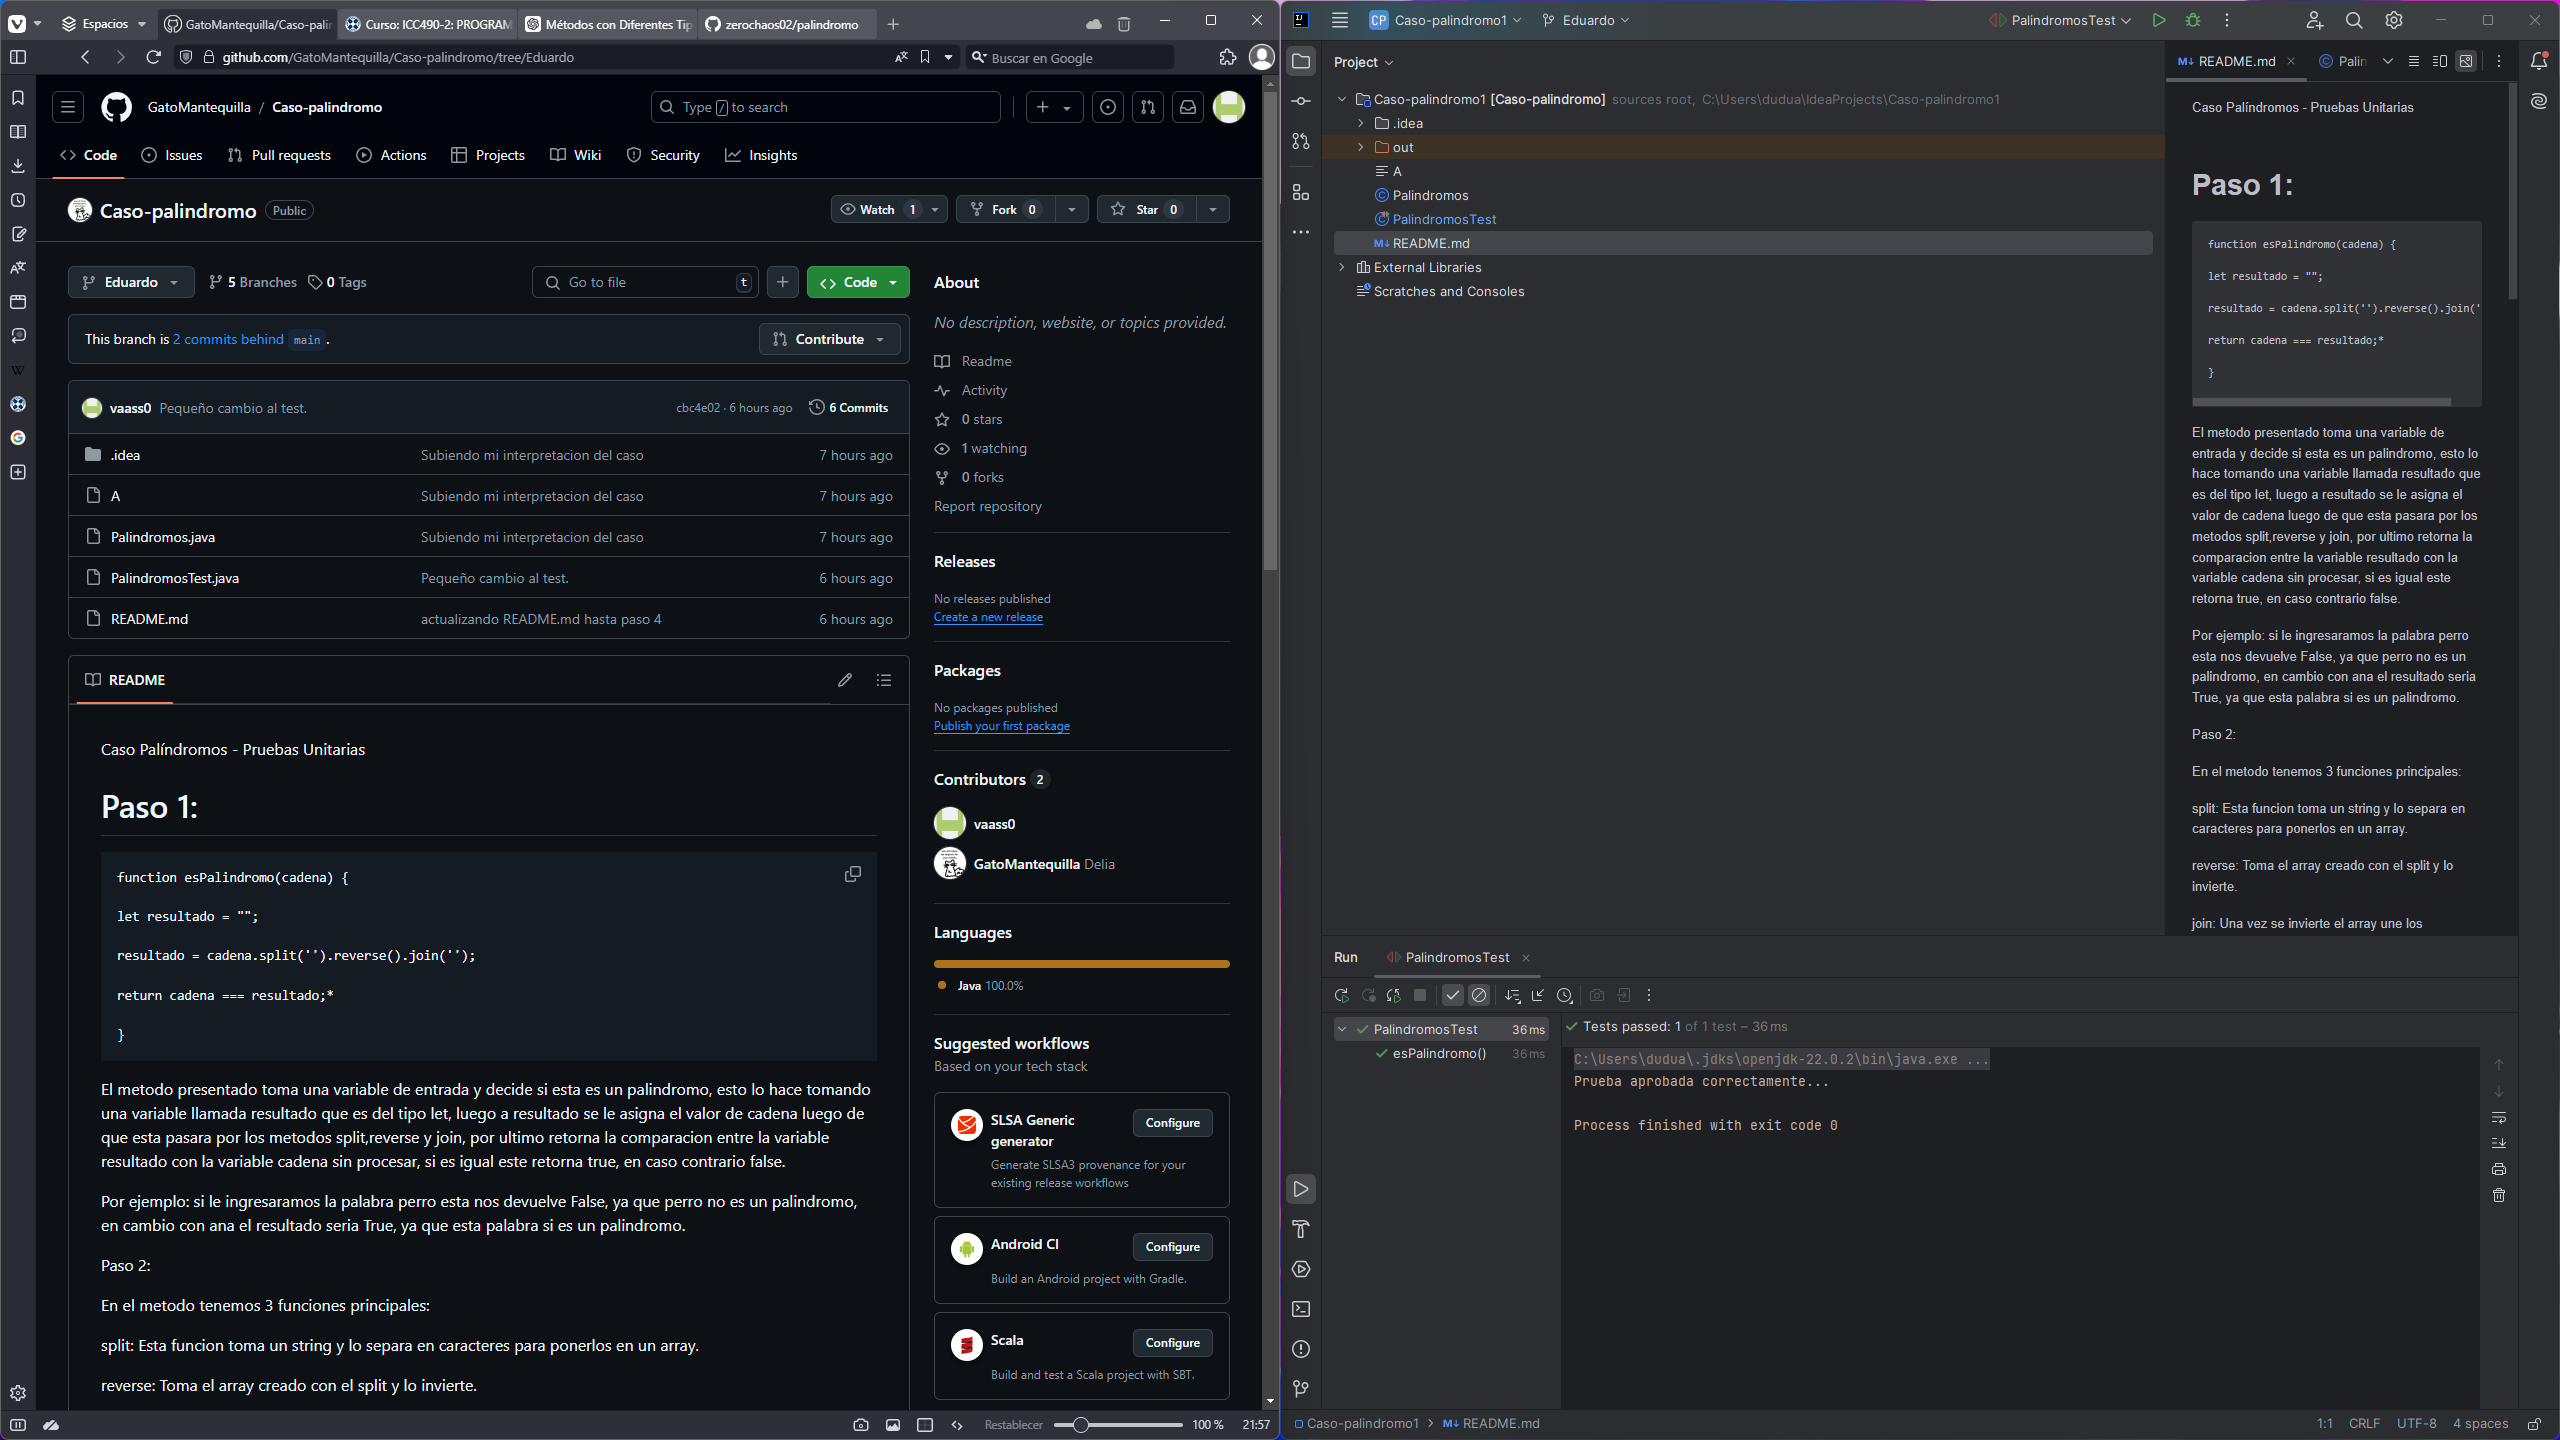 Espacios
GatoMantequilla/Caso-palin
Curso: ICC490-2: PROGRAM
Métodos con Diferentes Tip
zerochaos02/palindromo
github.com/GatoMantequilla/Caso-palindromo/tree/Eduardo
Buscar en Google
GatoMantequilla / Caso-palindromo
Type / to search
Code
Issues
Pull requests
Actions
Projects
Wiki
Security
Insights
Caso-palindromo
Public
Watch 1
Fork 0
Star 0
Eduardo
5 Branches
0 Tags
Go to file
t
Code
This branch is 2 commits behind main .
Contribute
vaass0 Pequeño cambio al test.
cbc4e02 · 6 hours ago
6 Commits
.idea Subiendo mi interpretacion del caso 7 hours ago
A Subiendo mi interpretacion del caso 7 hours ago
Palindromos.java Subiendo mi interpretacion del caso 7 hours ago
PalindromosTest.java Pequeño cambio al test. 6 hours ago
README.md actualizando README.md hasta paso 4 6 hours ago
README
Caso Palíndromos - Pruebas Unitarias
Paso 1:
function esPalindromo(cadena) {
let resultado = "";
resultado = cadena.split('').reverse().join('');
return cadena === resultado;*
}
El metodo presentado toma una variable de entrada y decide si esta es un palindromo, esto lo hace tomando
una variable llamada resultado que es del tipo let, luego a resultado se le asigna el valor de cadena luego de
que esta pasara por los metodos split,reverse y join, por ultimo retorna la comparacion entre la variable
resultado con la variable cadena sin procesar, si es igual este retorna true, en caso contrario false.
Por ejemplo: si le ingresaramos la palabra perro esta nos devuelve False, ya que perro no es un palindromo,
en cambio con ana el resultado seria True, ya que esta palabra si es un palindromo.
Paso 2:
En el metodo tenemos 3 funciones principales:
split: Esta funcion toma un string y lo separa en caracteres para ponerlos en un array.
reverse: Toma el array creado con el split y lo invierte.
About
No description, website, or topics provided.
Readme
Activity
0 stars
1 watching
0 forks
Report repository
Releases
No releases published
Create a new release
Packages
No packages published
Publish your first package
Contributors 2
vaass0
GatoMantequilla Delia
Languages
Java 100.0%
Suggested workflows
Based on your tech stack
SLSA Generic
generator
Configure
Generate SLSA3 provenance for your
existing release workflows
Android CI
Configure
Build an Android project with Gradle.
Scala
Configure
Build and test a Scala project with SBT.
Restablecer
100 %
21:57
CP Caso-palindromo1
Eduardo
PalindromosTest
Project
Caso-palindromo1 [Caso-palindromo] sources root, C:\Users\dudua\IdeaProjects\Caso-palindromo1
.idea
out
A
Palindromos
PalindromosTest
README.md
External Libraries
Scratches and Consoles
README.md
Palin
Caso Palíndromos - Pruebas Unitarias
Paso 1:
function esPalindromo(cadena) {
let resultado = "";
resultado = cadena.split('').reverse().join('
return cadena === resultado;*
}
El metodo presentado toma una variable de
entrada y decide si esta es un palindromo, esto lo
hace tomando una variable llamada resultado que
es del tipo let, luego a resultado se le asigna el
valor de cadena luego de que esta pasara por los
metodos split,reverse y join, por ultimo retorna la
comparacion entre la variable resultado con la
variable cadena sin procesar, si es igual este
retorna true, en caso contrario false.
Por ejemplo: si le ingresaramos la palabra perro
esta nos devuelve False, ya que perro no es un
palindromo, en cambio con ana el resultado seria
True, ya que esta palabra si es un palindromo.
Paso 2:
En el metodo tenemos 3 funciones principales:
split: Esta funcion toma un string y lo separa en
caracteres para ponerlos en un array.
reverse: Toma el array creado con el split y lo
invierte.
join: Una vez se invierte el array une los
Run
PalindromosTest
PalindromosTest 36 ms
esPalindromo() 36 ms
Tests passed: 1 of 1 test – 36 ms
C:\Users\dudua\.jdks\openjdk-22.0.2\bin\java.exe ...
Prueba aprobada correctamente...
Process finished with exit code 0
Caso-palindromo1 > README.md
1:1
CRLF
UTF-8
4 spaces